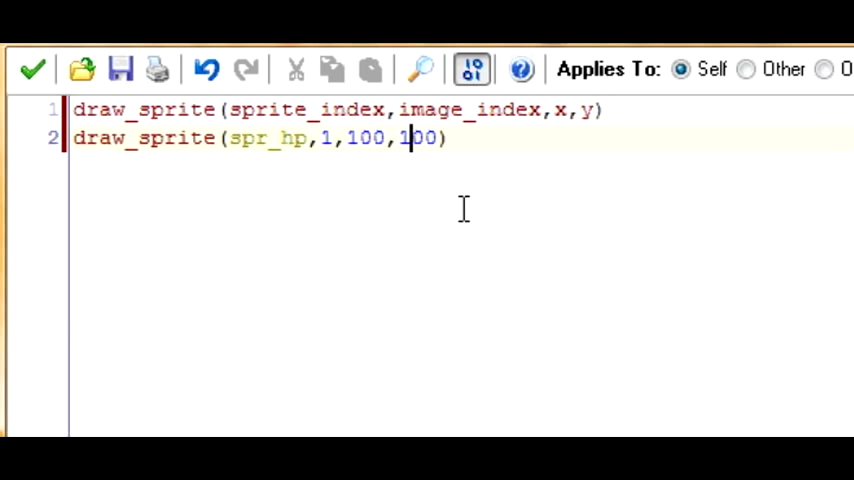 Applies To: Self Other O
1 draw_sprite(sprite_index,image_index,x,y)
2 draw_sprite(spr_hp,1,100,100)